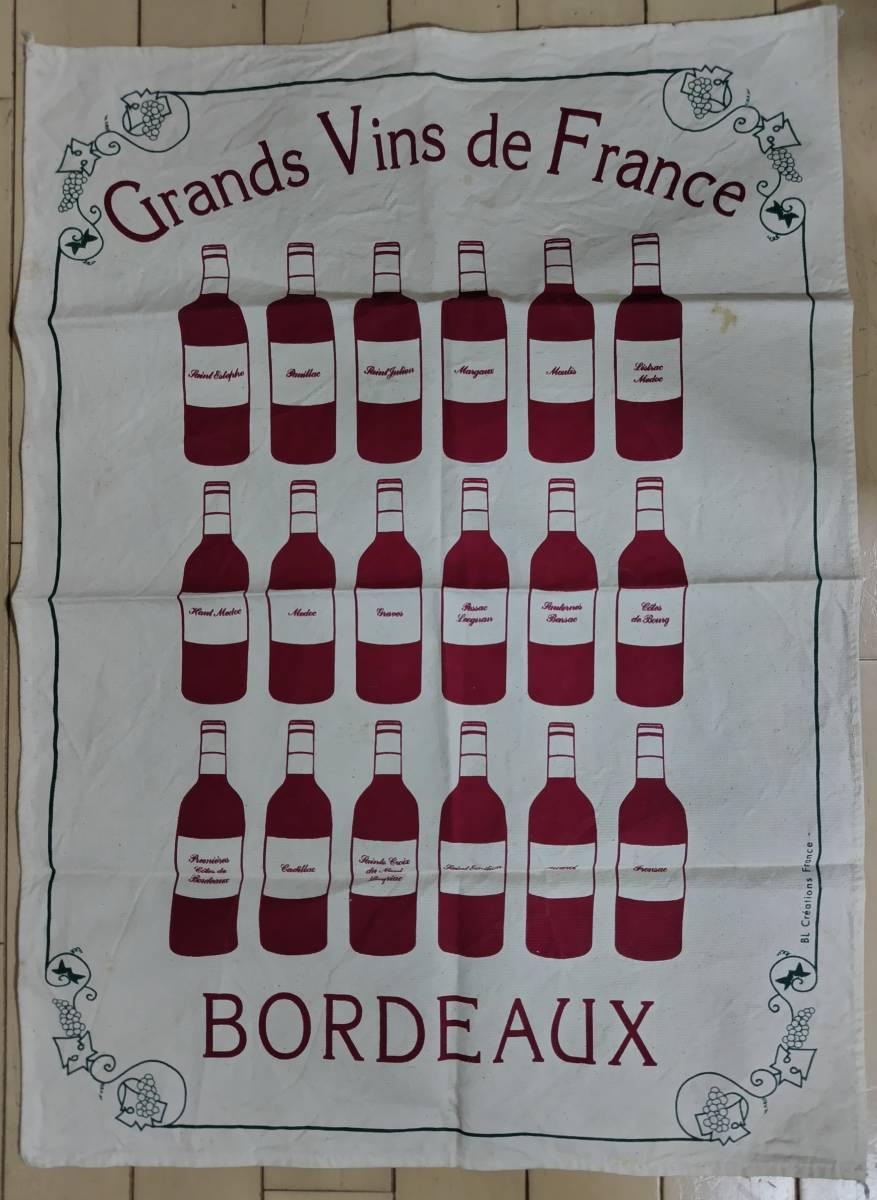 Grands Vins de France
Saint Estephe
Pauillac
Saint Julien
Margaux
Moulis
Listrac
Medoc
Haut Medoc
Medoc
Graves
Pessac
Leognan
Sauternes
Barsac
Côtes
de Bourg
Premières
Côtes de
Bordeaux
Cadillac
Sainte Croix
du Mont
Saint Emilion
Fronsac
BORDEAUX
BL Créations France -